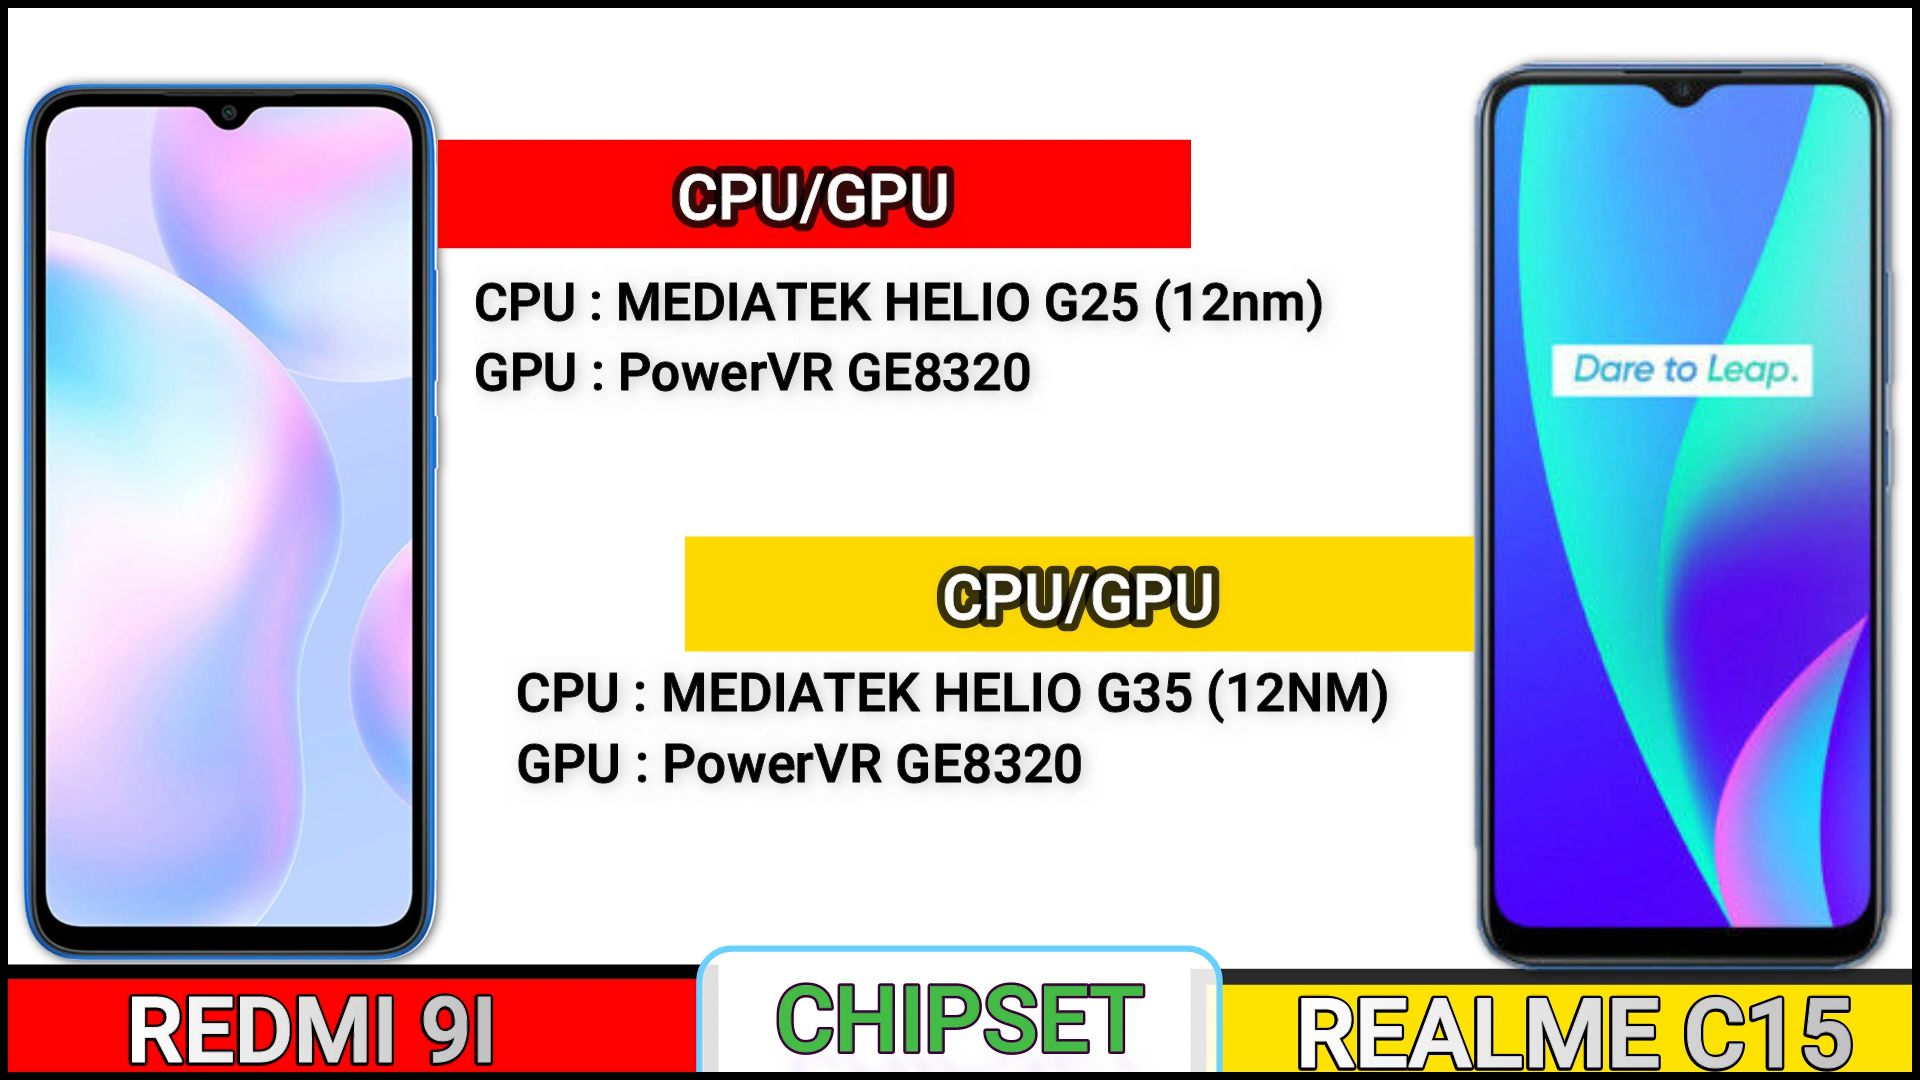 CPU/GPU
CPU : MEDIATEK HELIO G25 (12nm)
GPU : PowerVR GE8320
Dare to Leap.
CPU/GPU
CPU : MEDIATEK HELIO G35 (12NM)
GPU : PowerVR GE8320
REDMI 9I
CHIPSET
REALME C15